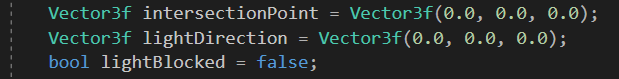 Vector3f intersectionPoint = Vector3f(0.0, 0.0, 0.0);
Vector3f lightDirection = Vector3f(0.0, 0.0, 0.0);
bool lightBlocked = false;